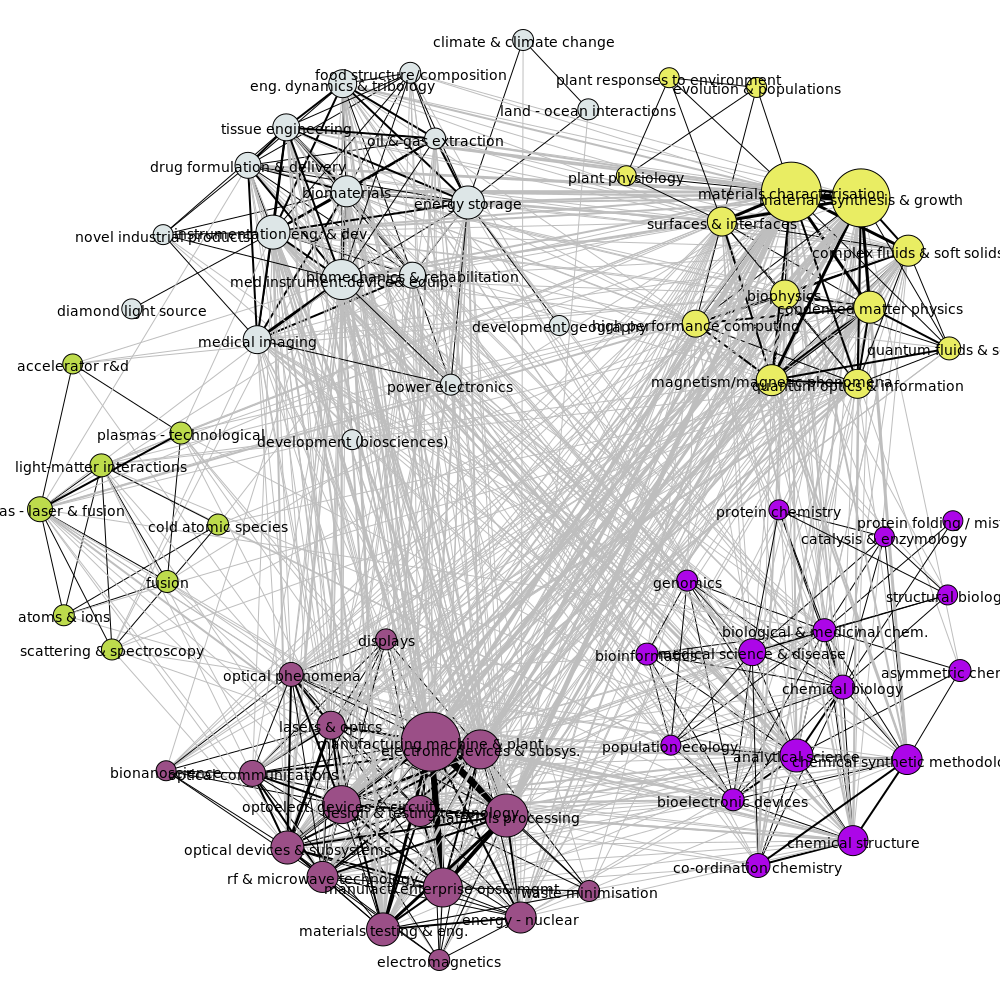 climate & climate change
food structure/composition
eng. dynamics & tribology
plant responses to environment
evolution & populations
land - ocean interactions
tissue engineering
oil & gas extraction
drug formulation & delivery
plant physiology
biomaterials
materials characterisation
materials synthesis & growth
energy storage
surfaces & interfaces
novel industrial products
instrumentation eng. & dev.
complex fluids & soft solids
biomechanics & rehabilitation
med.instrument.device& equip.
biophysics
diamond light source
condensed matter physics
development geography
high performance computing
medical imaging
quantum fluids & s
accelerator r&d
magnetism/magnetic phenomena
power electronics
quantum optics & information
plasmas - technological
development (biosciences)
light-matter interactions
as - laser & fusion
protein chemistry
protein folding / mis
cold atomic species
catalysis & enzymology
fusion
genomics
structural biolog
atoms & ions
biological & medicinal chem.
displays
scattering & spectroscopy
bioinformatics
medical science & disease
asymmetric chem
optical phenomena
chemical biology
lasers & optics
manufacturing machine & plant
electronic devices & subsys.
population ecology
analytical science
chemical synthetic methodolo
bionanoscience
optical communications
bioelectronic devices
optoelect. devices & circuits
design & testing technology
materials processing
chemical structure
optical devices & subsystems
co-ordination chemistry
rf & microwave technology
manufact. enterprise ops& mgmt
waste minimisation
energy - nuclear
materials testing & eng.
electromagnetics